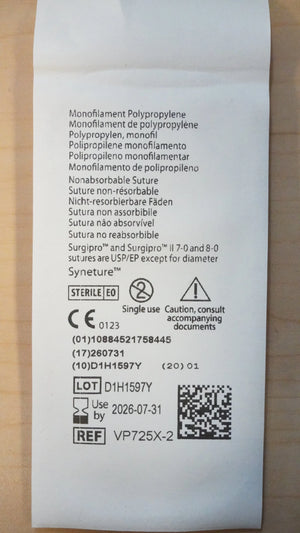 Monofilament Polypropylene
Monofilament de polypropylène
Polypropylen, monofil
Polipropilene monofilamento
Polipropileno monofilamentar
Monofilamento de polipropileno
Nonabsorbable Suture
Suture non-résorbable
Nicht-resorbierbare Fäden
Sutura non assorbibile
Sutura não absorvível
Sutura no reabsorbible
Surgipro™ and Surgipro™ II 7-0 and 8-0
sutures are USP/EP except for diameter
Syneture™
STERILE EO
2
Single use
Caution, consult
accompanying
documents
CE 0123
(01)10884521758445
(17)260731
(10)D1H1597Y (20) 01
LOT D1H1597Y
Use
by 2026-07-31
REF VP725X-2